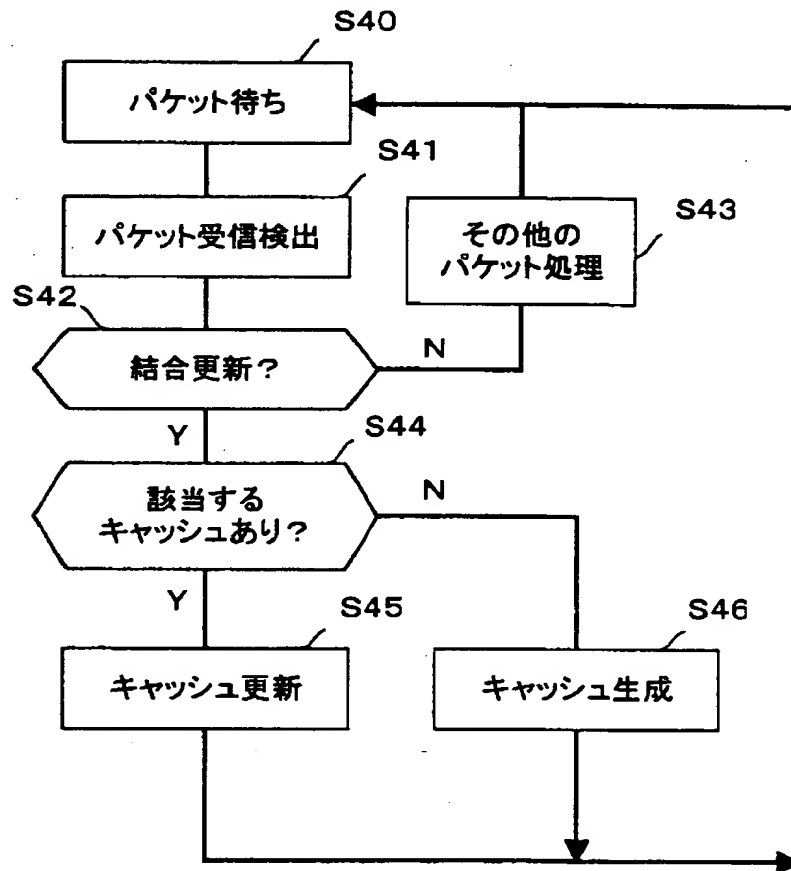 S40
パケット待ち
S41
パケット受信検出
S43
その他の
パケット処理
S42
結合更新？
N
Y
S44
該当する
キャッシュあり？
N
Y
S45
キャッシュ更新
S46
キャッシュ生成